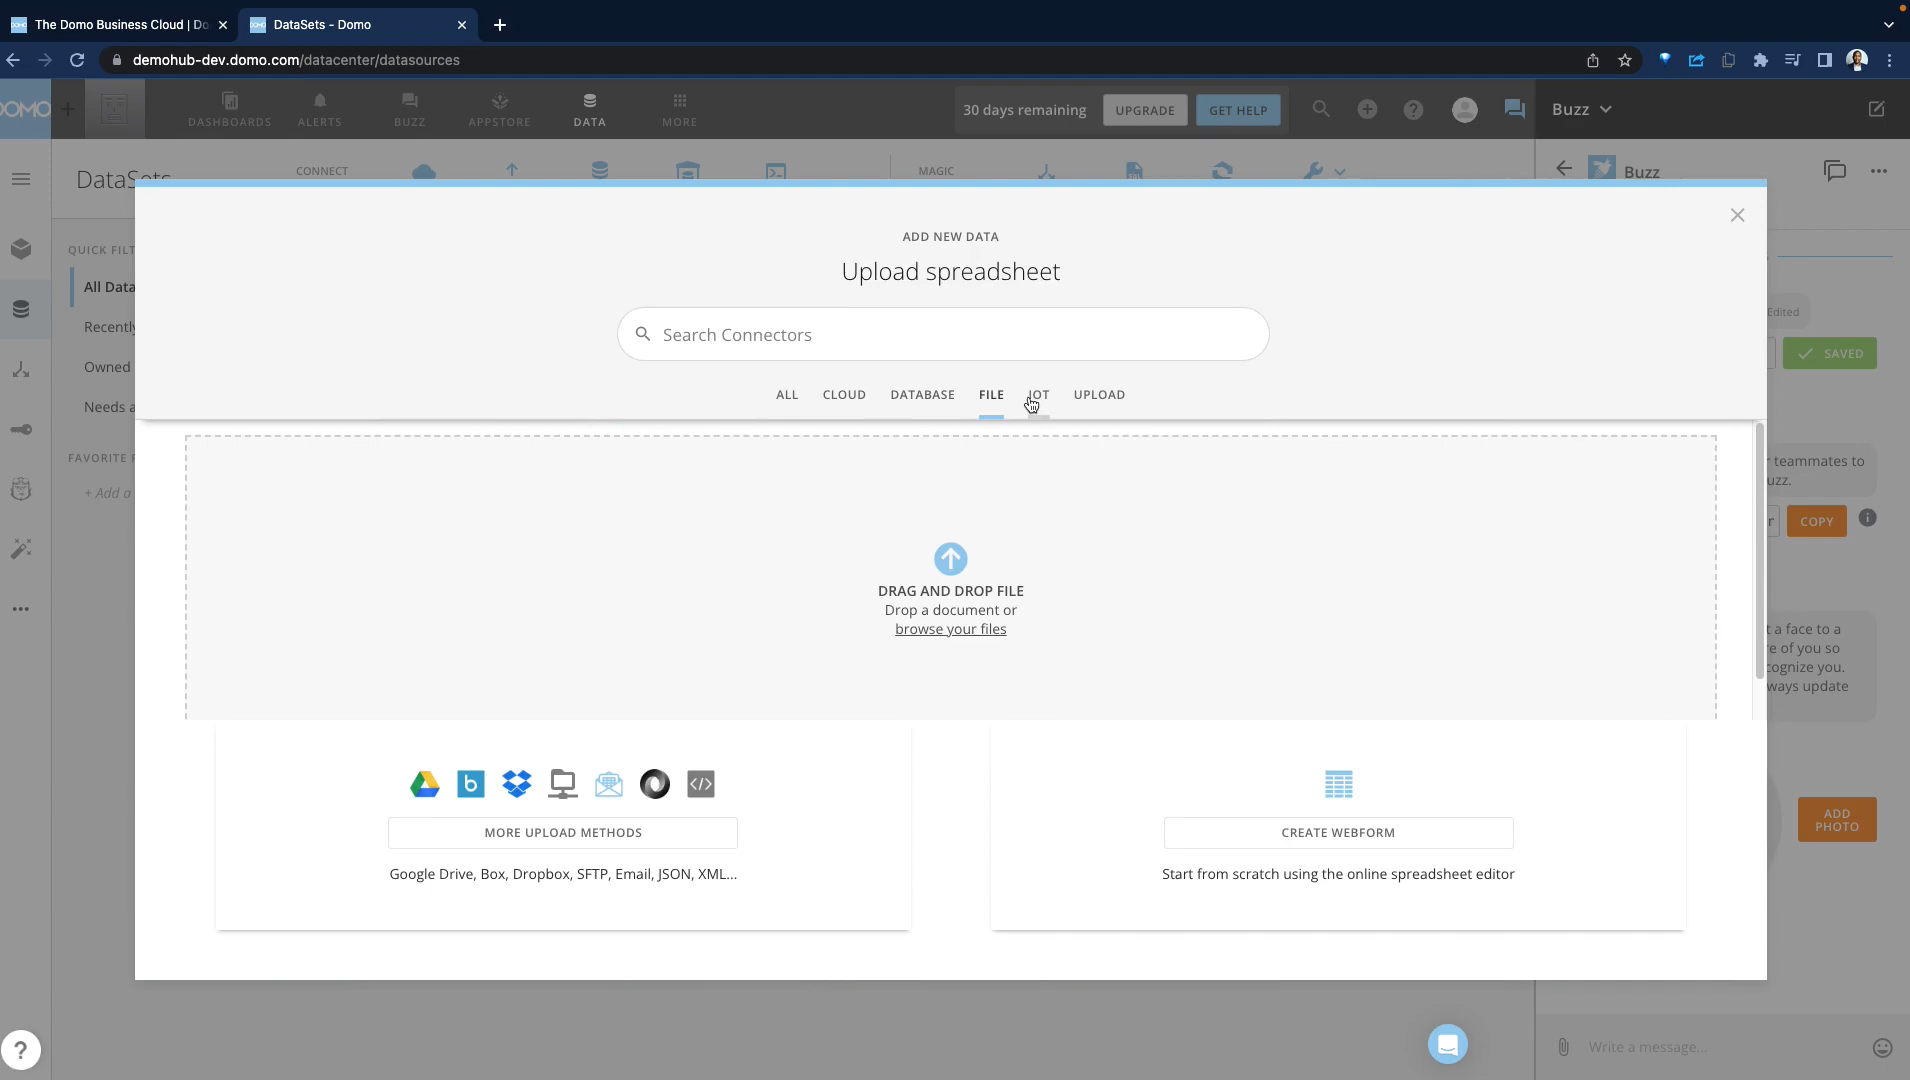 The Domo Business Cloud | Do
DataSets - Domo
demohub-dev.domo.com/datacenter/datasources
DOMO
DASHBOARDS
ALERTS
BUZZ
APPSTORE
DATA
MORE
30 days remaining
UPGRADE
GET HELP
Buzz
DataSets
CONNECT
MAGIC
Buzz
QUICK FILT
All Data
Recently
Owned
Needs a
FAVORITE F
+ Add a
ADD NEW DATA
Upload spreadsheet
Search Connectors
ALL
CLOUD
DATABASE
FILE
IOT
UPLOAD
DRAG AND DROP FILE
Drop a document or
browse your files
MORE UPLOAD METHODS
Google Drive, Box, Dropbox, SFTP, Email, JSON, XML...
CREATE WEBFORM
Start from scratch using the online spreadsheet editor
Edited
SAVED
r teammates to
uzz.
r
COPY
t a face to a
re of you so
cognize you.
ways update
ADD
PHOTO
Write a message...